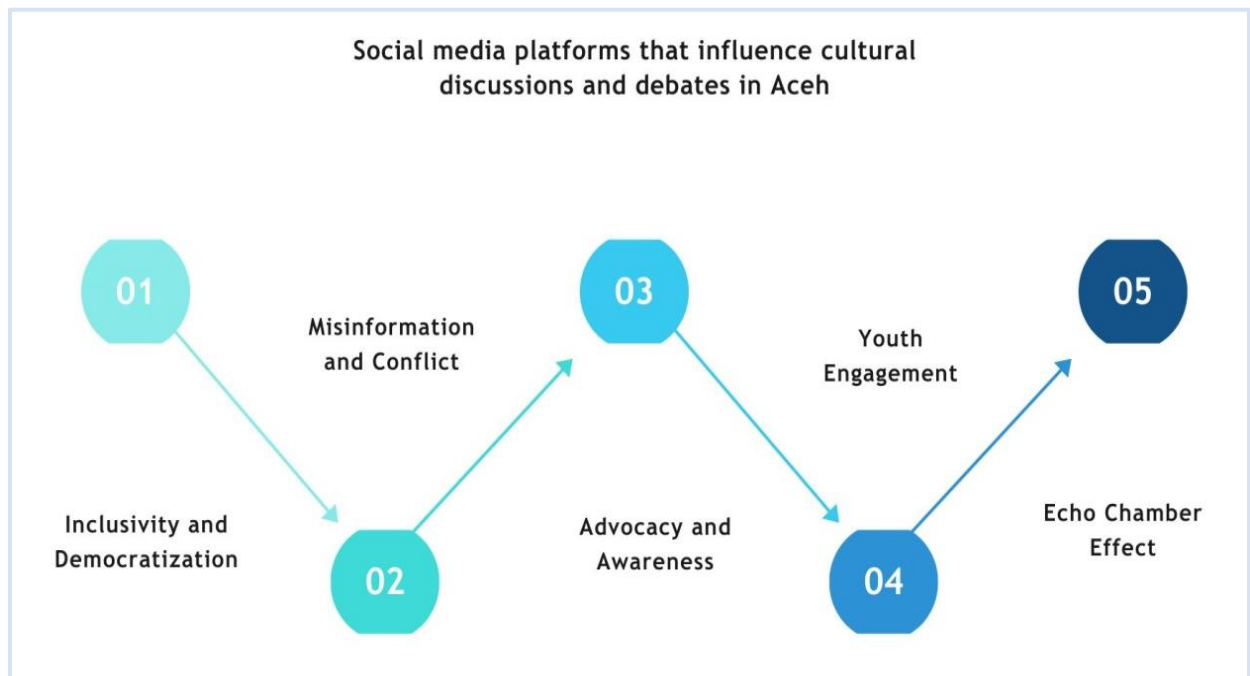 Social media platforms that influence cultural
discussions and debates in Aceh
01
Inclusivity and
Democratization
02
Misinformation
and Conflict
03
Advocacy and
Awareness
04
Youth
Engagement
05
Echo Chamber
Effect